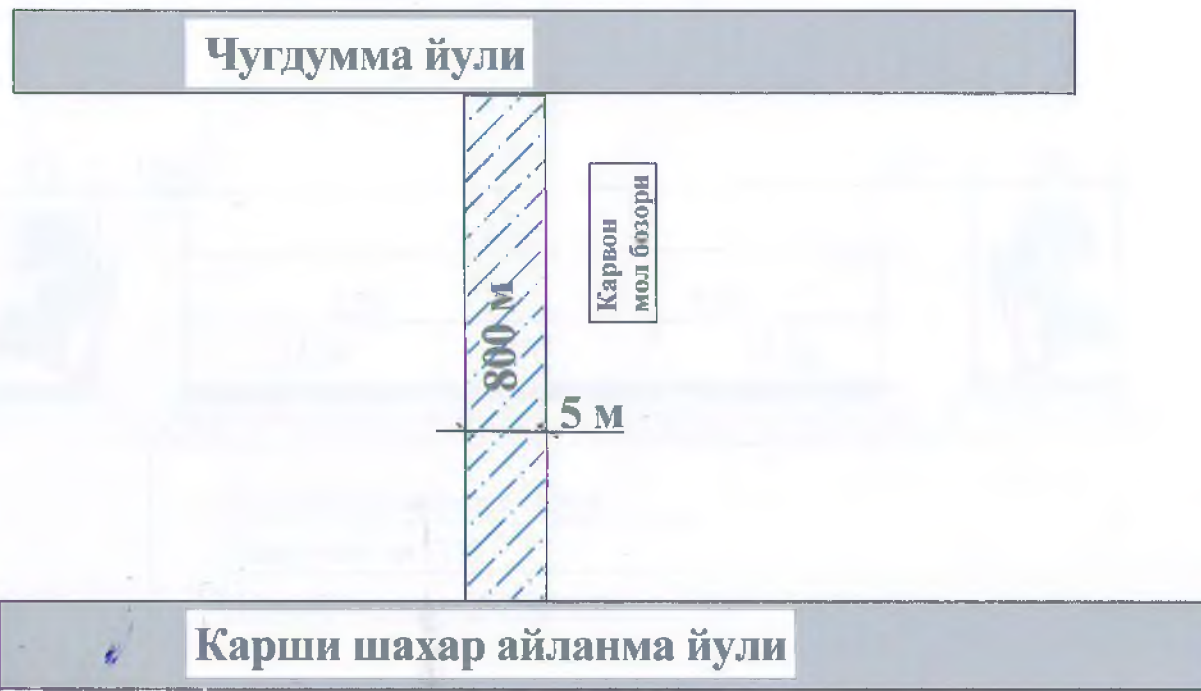 Чугдумма йули
Карвон
мол бозори
800 м
5 м
Карши шахар айланма йули